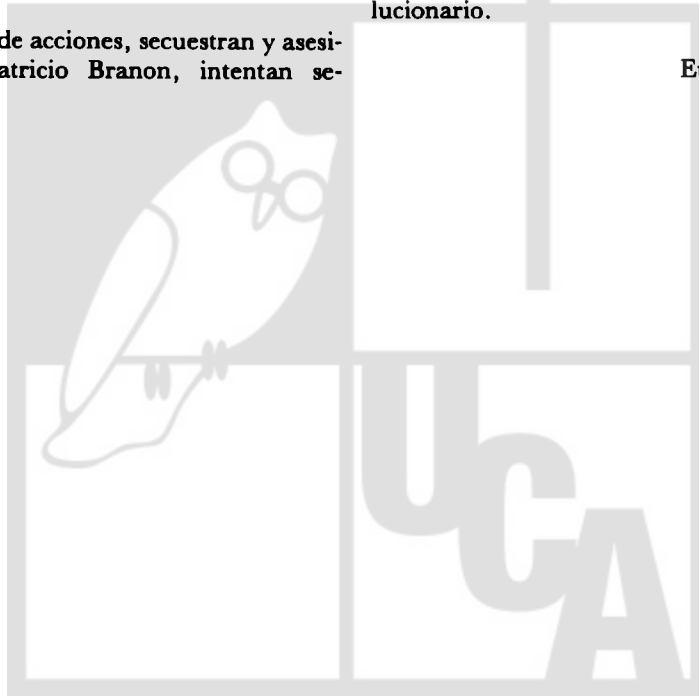 de acciones, secuestran y asesi-
atricio Branon, intentan se-
lucionario.
E
UCA